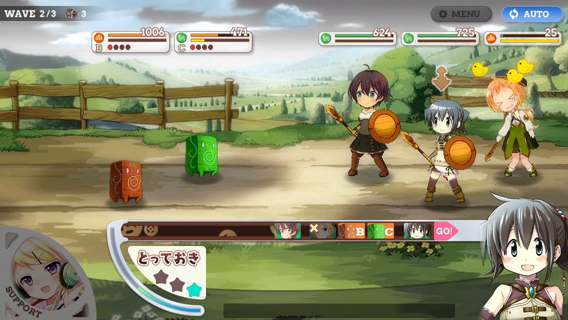 WAVE 2/3 3
MENU
AUTO
1006
471
624
725
25
B
C
B
C
GO!
とっておき
SUPPORT